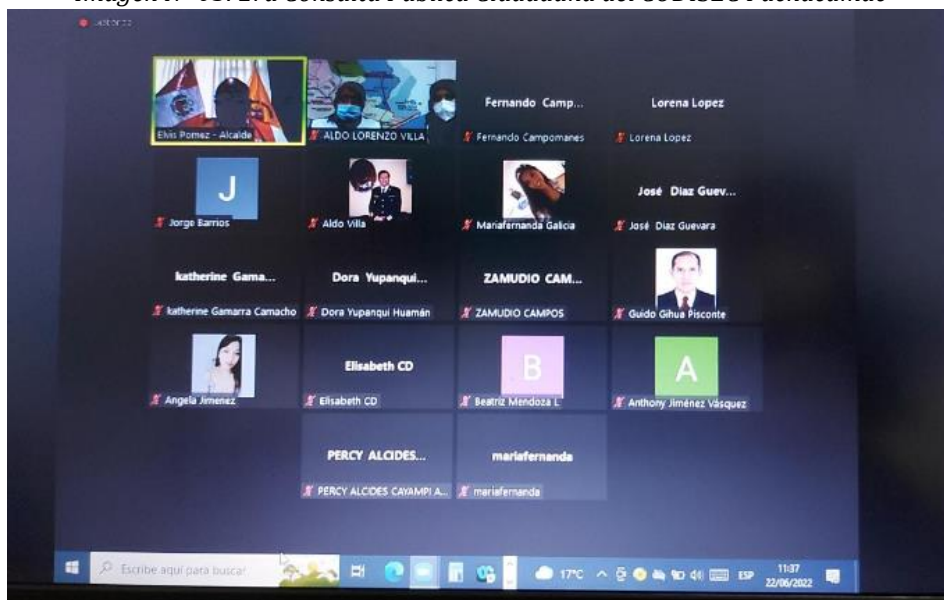 Elvis Pomez - Alcalde
ALDO LORENZO VILLA
Fernando Camp...
Fernando Campomanes
Lorena Lopez
Lorena Lopez
J
Jorge Barrios
Aldo Villa
Mariafernanda Galicia
José Diaz Guev...
José Diaz Guevara
katherine Gama...
katherine Gamarra Camacho
Dora Yupanqui...
Dora Yupanqui Huamán
ZAMUDIO CAM...
ZAMUDIO CAMPOS
Guido Gihua Pisconte
Angela Jimenez
Elisabeth CD
Elisabeth CD
B
Beatriz Mendoza L
A
Anthony Jiménez Vásquez
PERCY ALCIDES...
PERCY ALCIDES CAYAMPI A...
mariafernanda
mariafernanda
Escribe aquí para buscar
17°C
ESP
11:37
22/06/2022